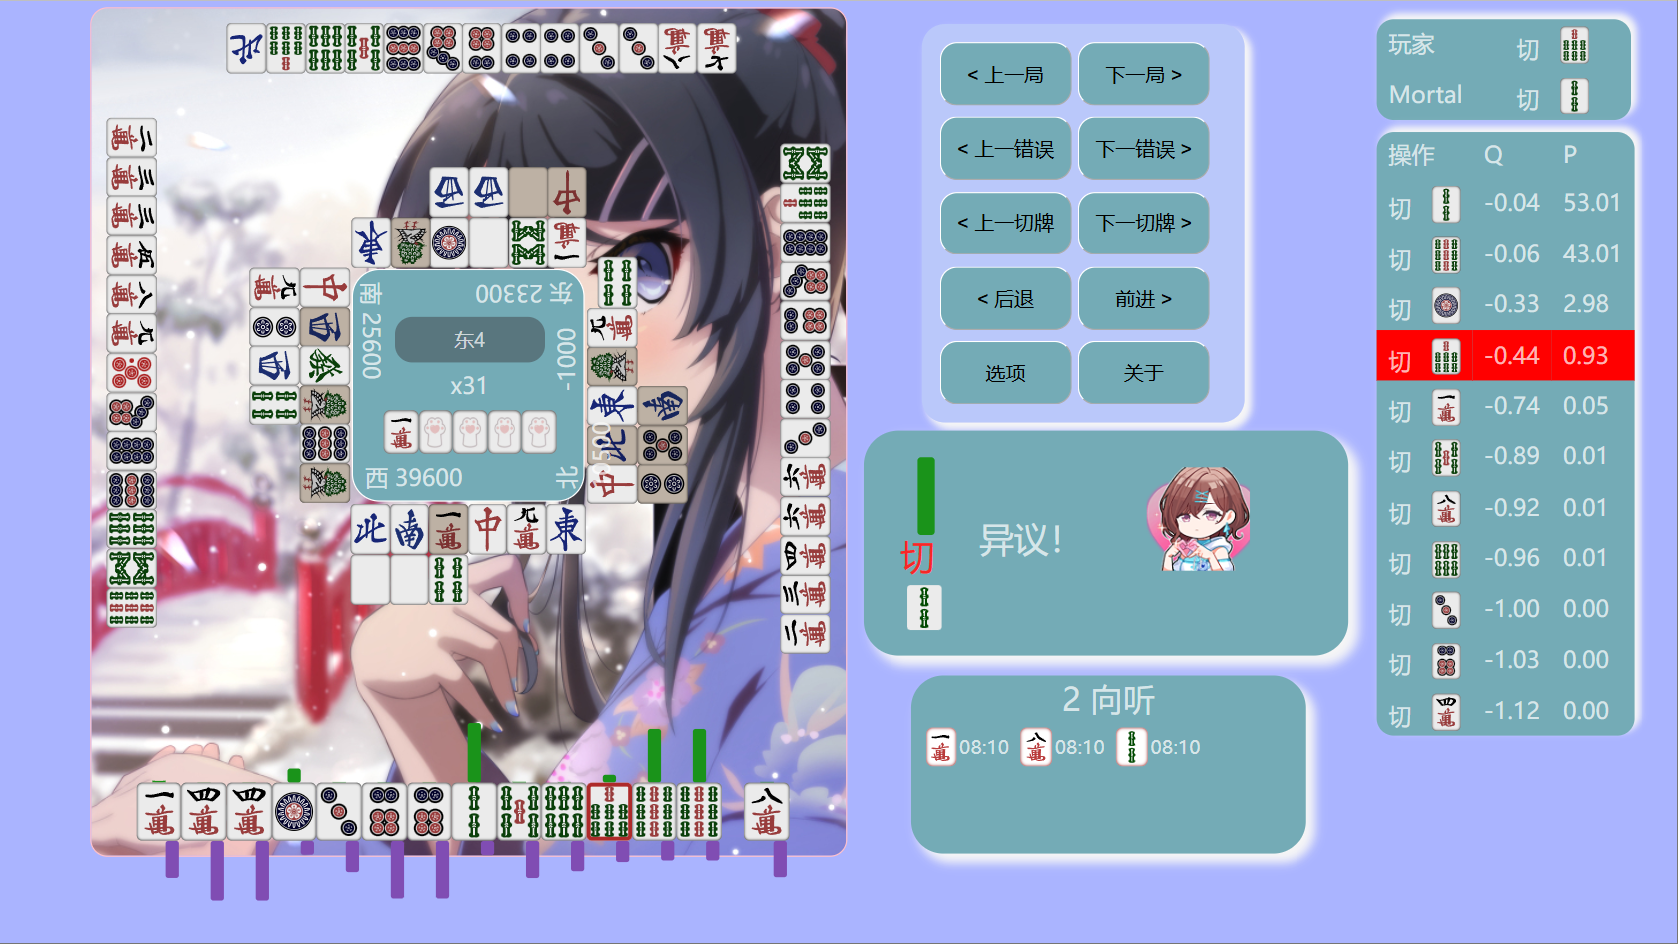 东 23300
南 25600
东4
-1000
x31
西 39600
北
< 上一局
下一局 >
< 上一错误
下一错误 >
< 上一切牌
下一切牌 >
< 后退
前进 >
选项
关于
切
异议！
2 向听
08:10
08:10
08:10
玩家 切
Mortal 切
操作 Q P
切 -0.04 53.01
切 -0.06 43.01
切 -0.33 2.98
切 -0.44 0.93
切 -0.74 0.05
切 -0.89 0.01
切 -0.92 0.01
切 -0.96 0.01
切 -1.00 0.00
切 -1.03 0.00
切 -1.12 0.00